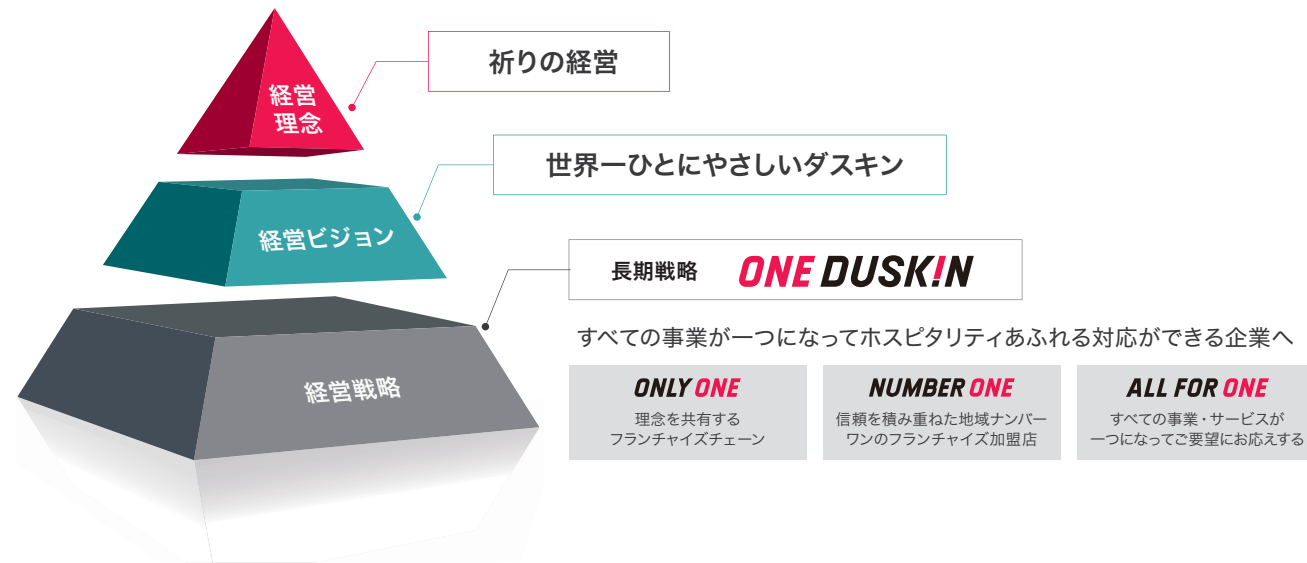 経営
理念
祈りの経営
経営ビジョン
世界一ひとにやさしいダスキン
経営戦略
長期戦略 ONE DUSK!N
すべての事業が一つになってホスピタリティあふれる対応ができる企業へ
ONLY ONE
理念を共有する
フランチャイズチェーン
NUMBER ONE
信頼を積み重ねた地域ナンバー
ワンのフランチャイズ加盟店
ALL FOR ONE
すべての事業・サービスが
一つになってご要望にお応えする